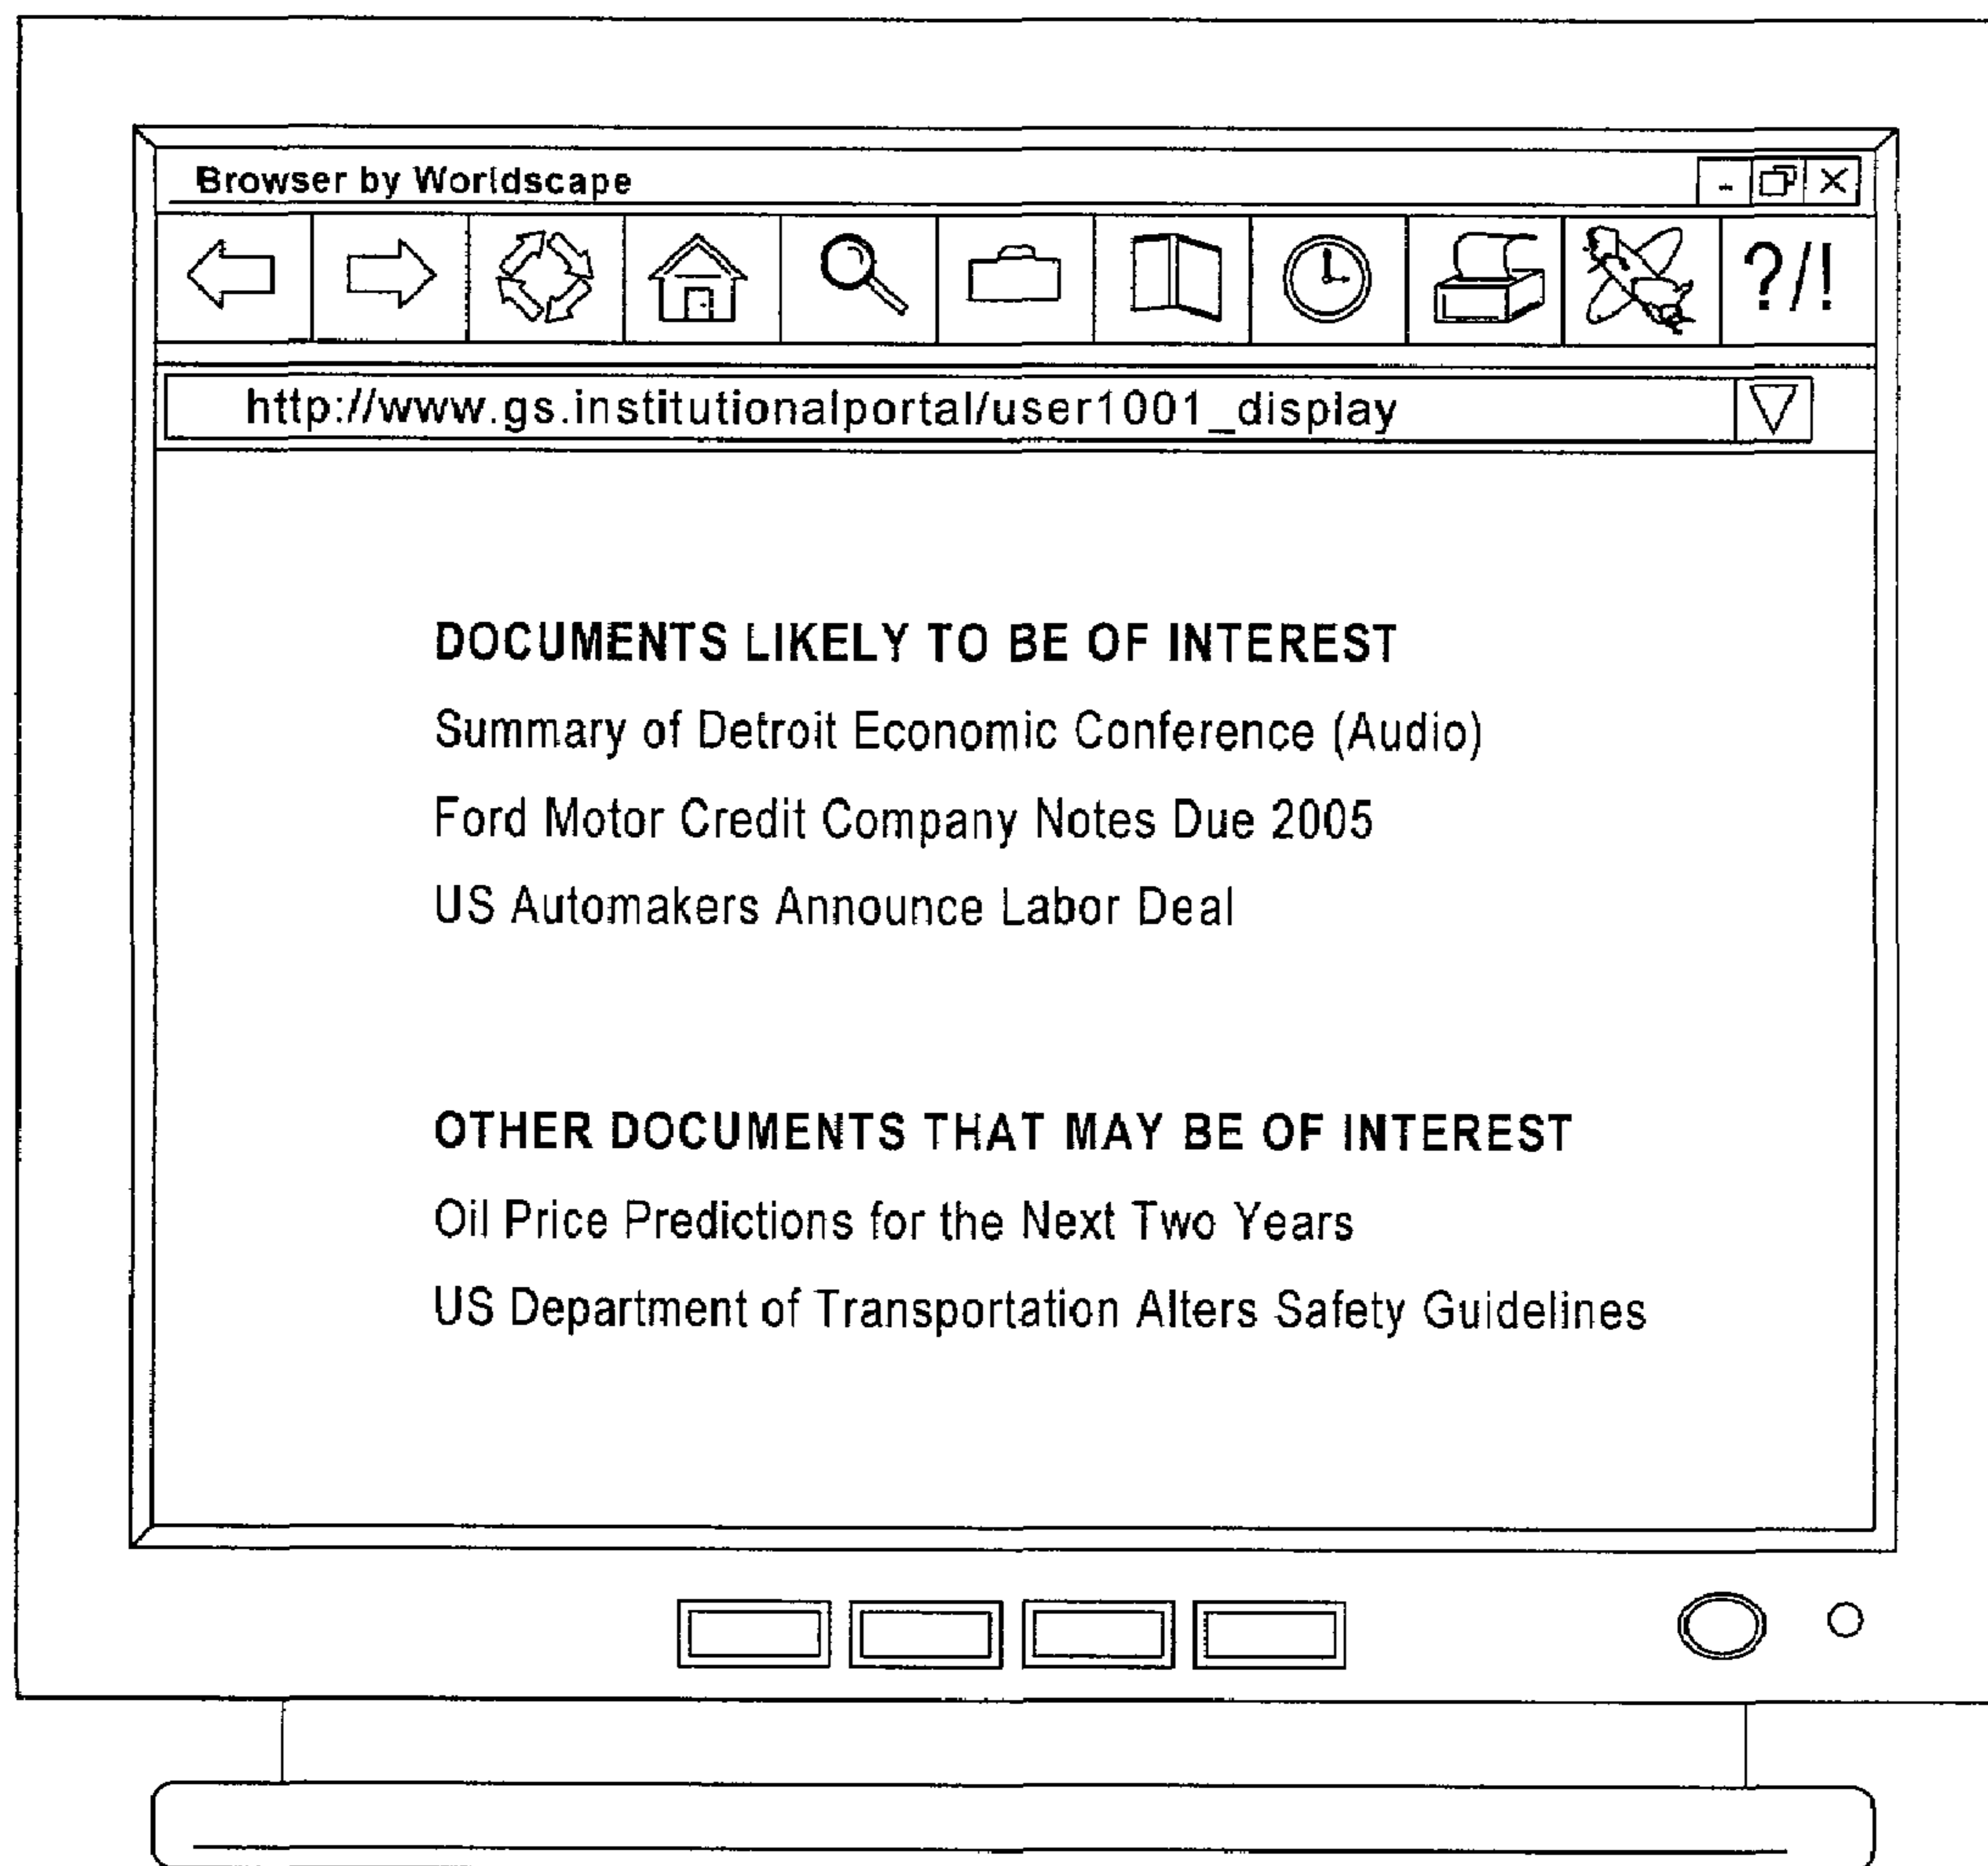 Browser by Worldscape
?/!
http://www.gs.institutionalportal/user1001_display
DOCUMENTS LIKELY TO BE OF INTEREST
Summary of Detroit Economic Conference (Audio)
Ford Motor Credit Company Notes Due 2005
US Automakers Announce Labor Deal
OTHER DOCUMENTS THAT MAY BE OF INTEREST
Oil Price Predictions for the Next Two Years
US Department of Transportation Alters Safety Guidelines